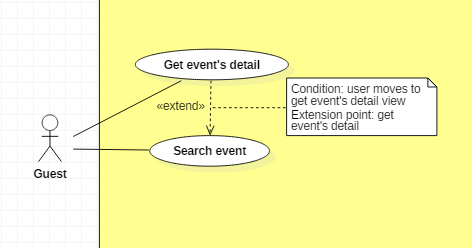 Get event's detail
«extend»
Condition: user moves to
get event's detail view
Extension point: get
event's detail
Search event
Guest